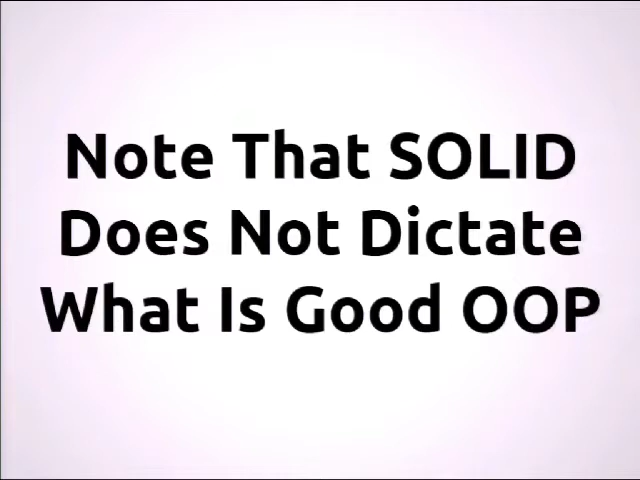 Note That SOLID
Does Not Dictate
What Is Good OOP